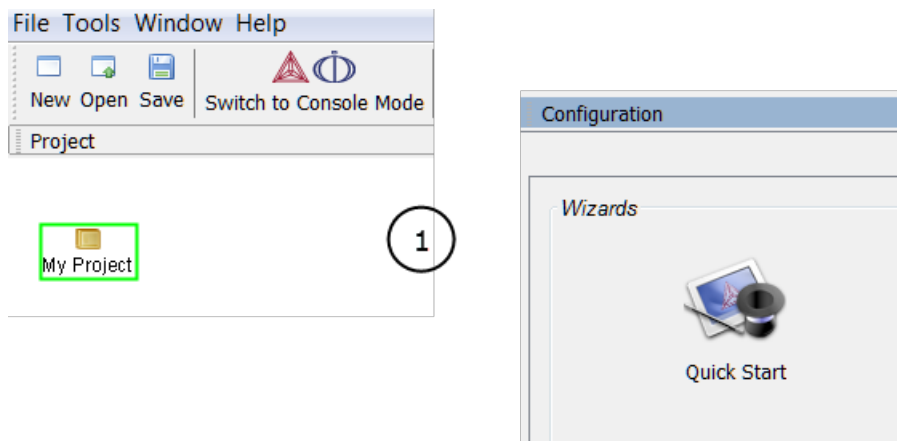 File Tools Window Help
New Open Save Switch to Console Mode
Project
My Project
1
Configuration
Wizards
Quick Start